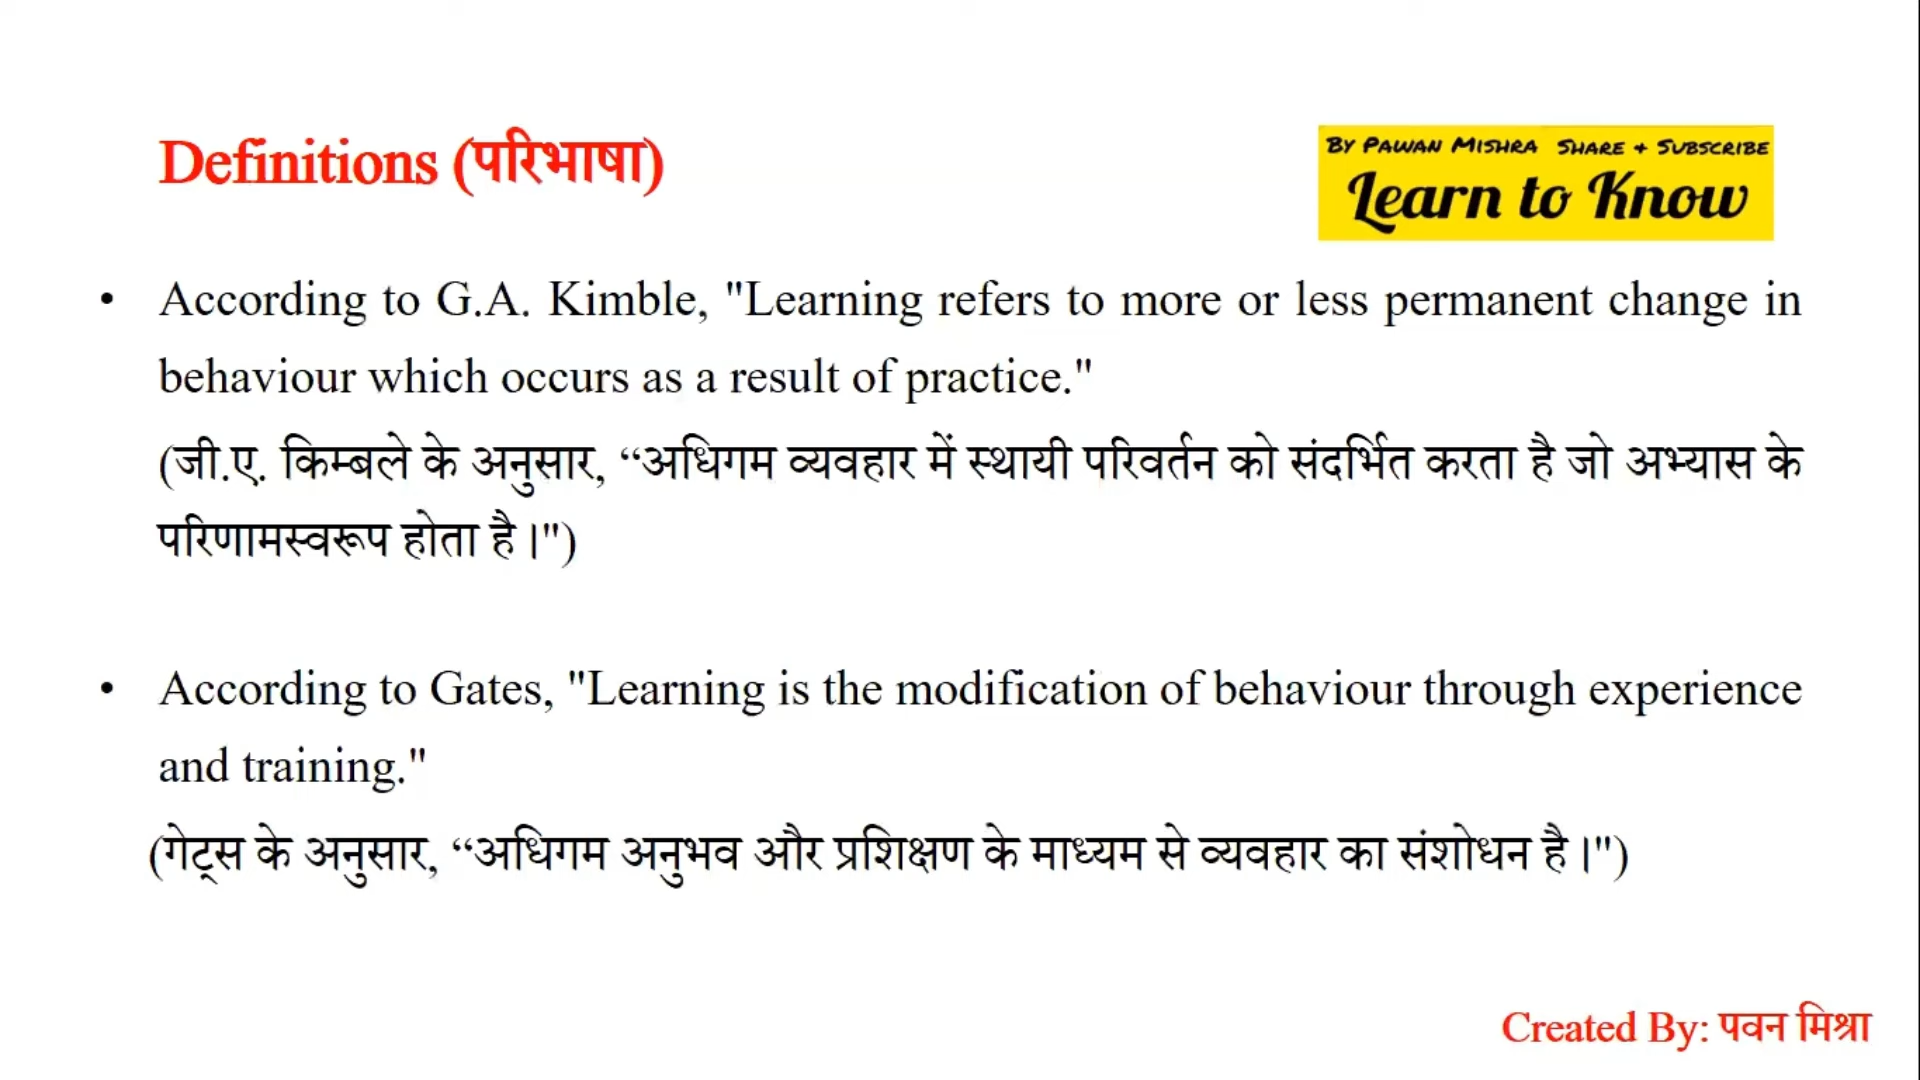 Definitions (परिभाषा)
By Pawan Mishra Share + Subscribe
Learn to Know
• According to G.A. Kimble, "Learning refers to more or less permanent change in
behaviour which occurs as a result of practice."
(जी.ए. किम्बले के अनुसार, “अधिगम व्यवहार में स्थायी परिवर्तन को संदर्भित करता है जो अभ्यास के
परिणामस्वरूप होता है।")
• According to Gates, "Learning is the modification of behaviour through experience
and training."
(गेट्स के अनुसार, “अधिगम अनुभव और प्रशिक्षण के माध्यम से व्यवहार का संशोधन है।")
Created By: पवन मिश्रा